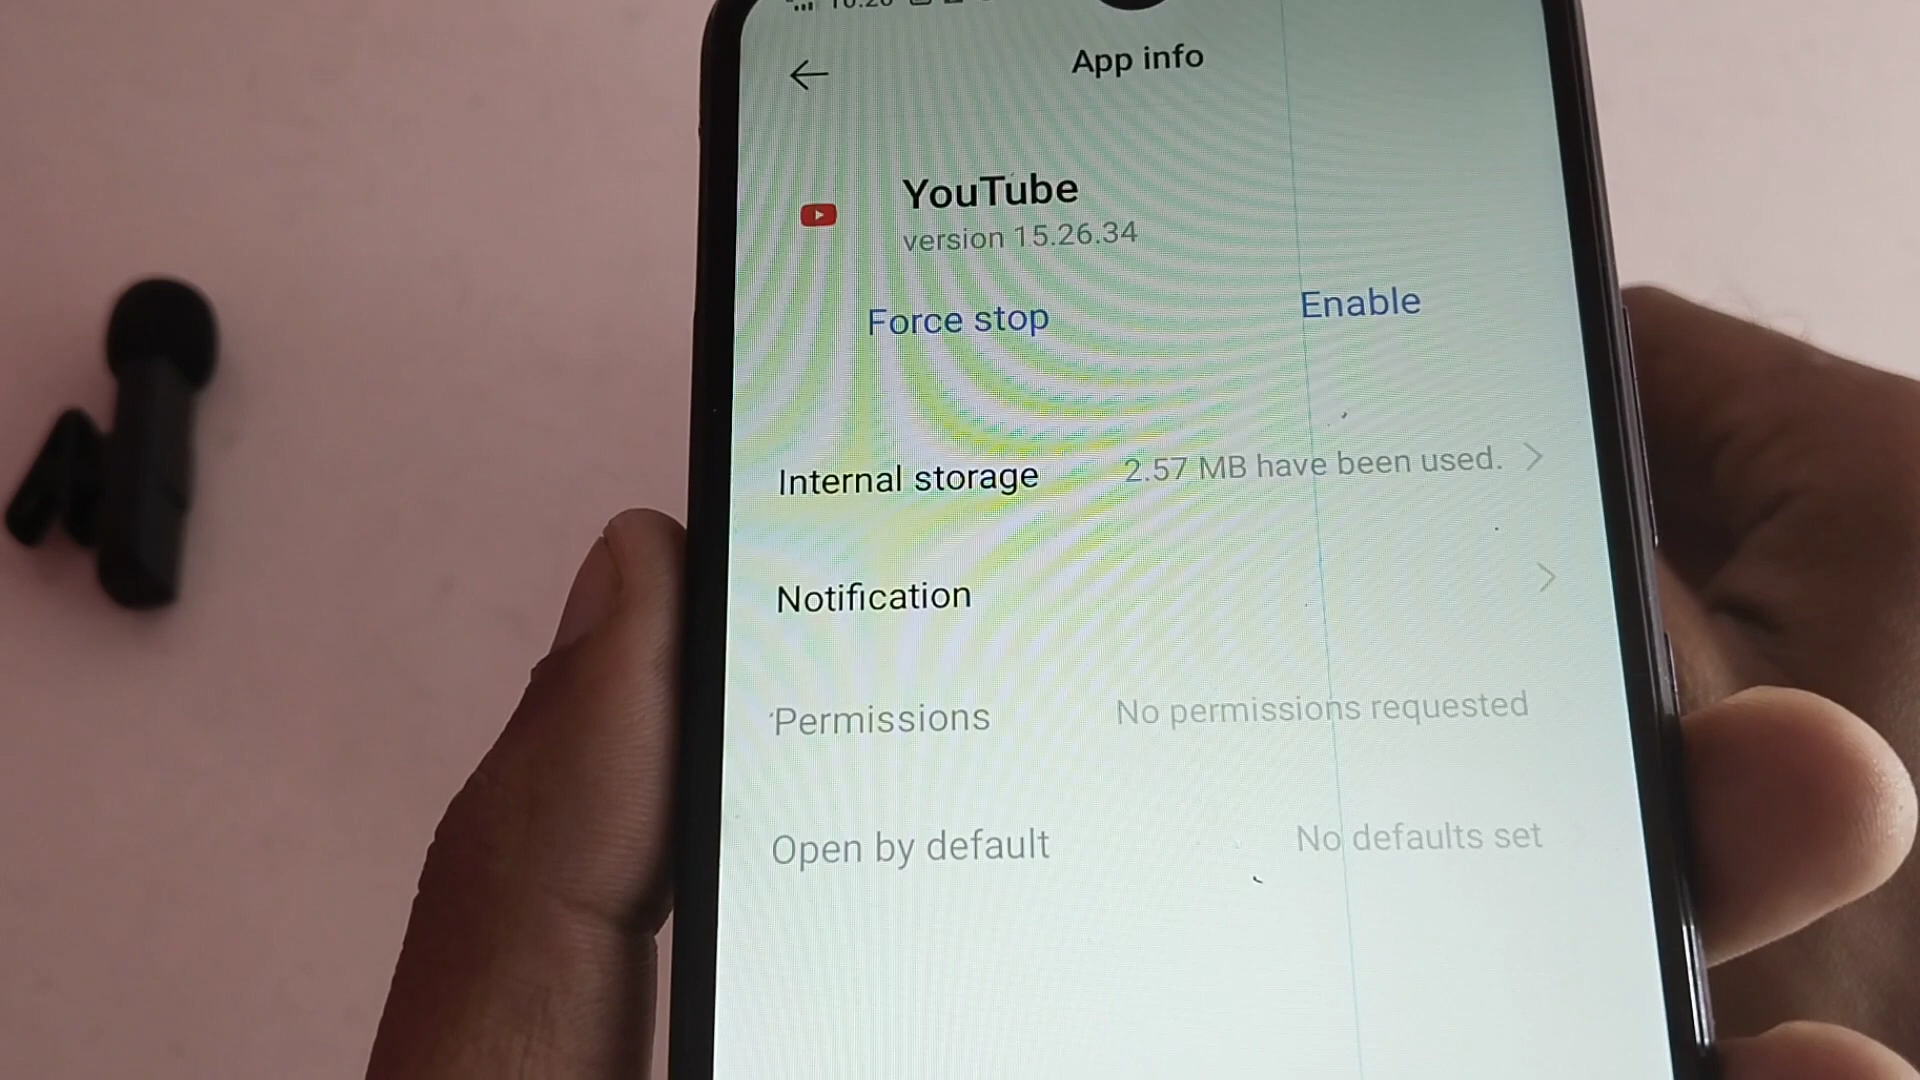 App info
YouTube
version 15.26.34
Force stop
Enable
Internal storage
2.57 MB have been used.
Notification
Permissions
No permissions requested
Open by default
No defaults set